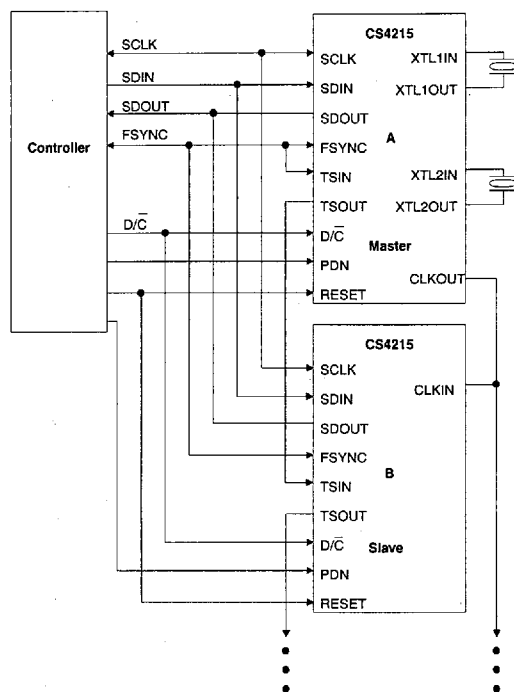 Controller
SCLK
SDIN
SDOUT
FSYNC
D/C̅
CS4215
SCLK
SDIN
SDOUT
FSYNC
TSIN
TSOUT
D/C̅
PDN
RESET
A
Master
XTL1IN
XTL1OUT
XTL2IN
XTL2OUT
CLKOUT
CS4215
SCLK
SDIN
SDOUT
FSYNC
TSIN
TSOUT
D/C̅
PDN
RESET
B
Slave
CLKIN